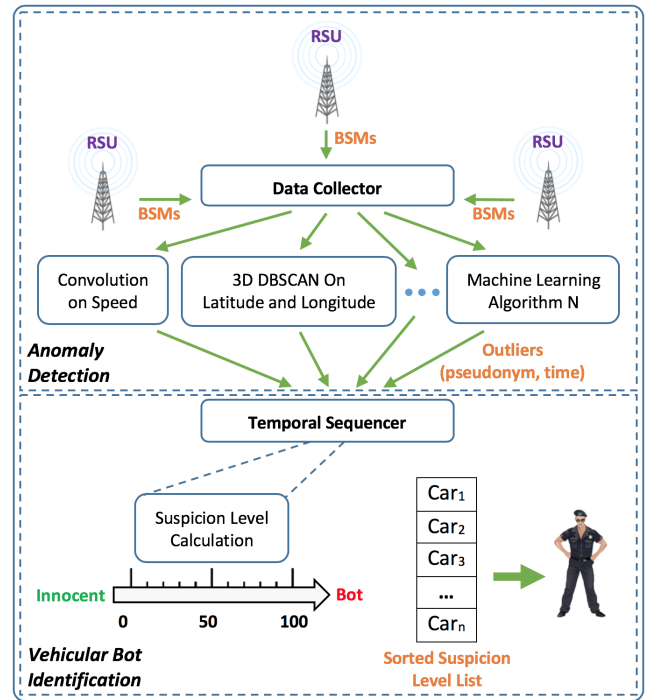 RSU
BSMs
RSU
RSU
BSMs
Data Collector
BSMs
Convolution
on Speed
3D DBSCAN On
Latitude and Longitude
Machine Learning
Algorithm N
Anomaly
Detection
Outliers
(pseudonym, time)
Temporal Sequencer
Suspicion Level
Calculation
Innocent
Bot
0 50 100
Car1
Car2
Car3
...
Carn
Vehicular Bot
Identification
Sorted Suspicion
Level List